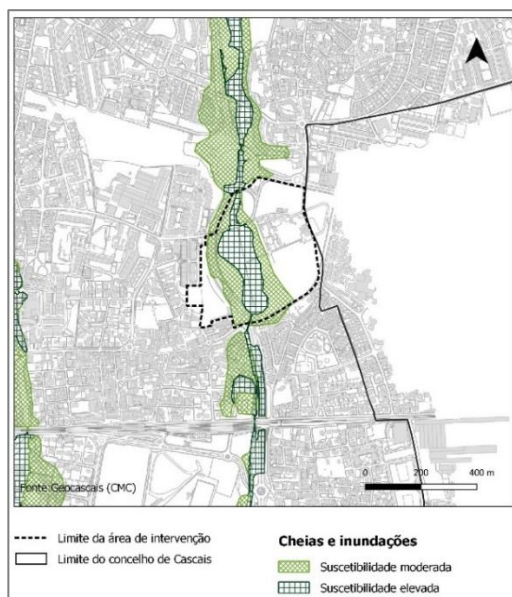 0 200 400 m
Fonte:Geocascais (CMC)
Limite da área de intervenção
Limite do concelho de Cascais
Cheias e inundações
Suscetibilidade moderada
Suscetibilidade elevada